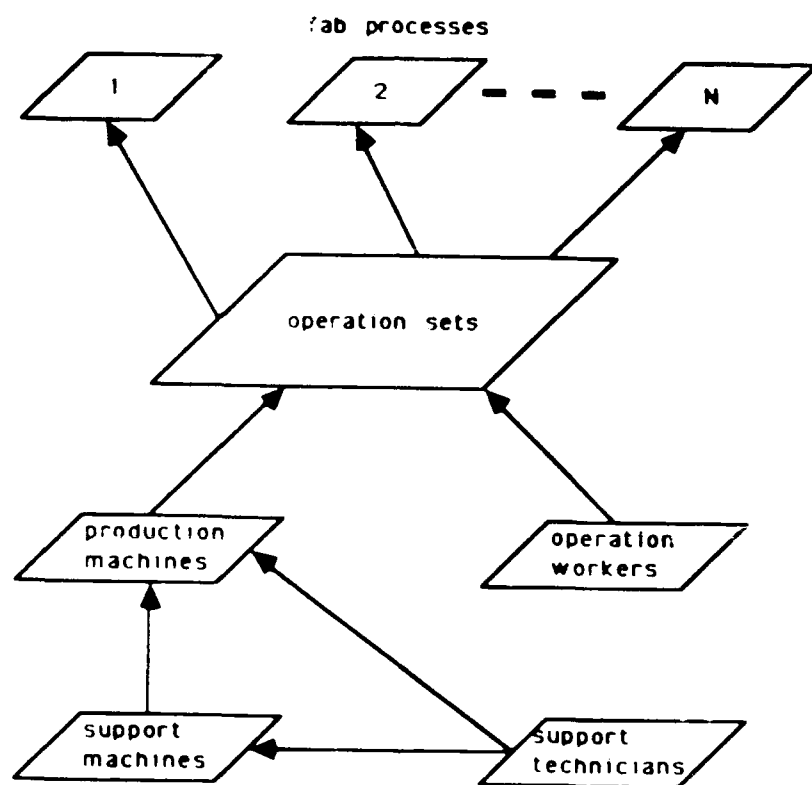 fab processes
1
2
N
operation sets
production
machines
operation
workers
support
machines
support
technicians